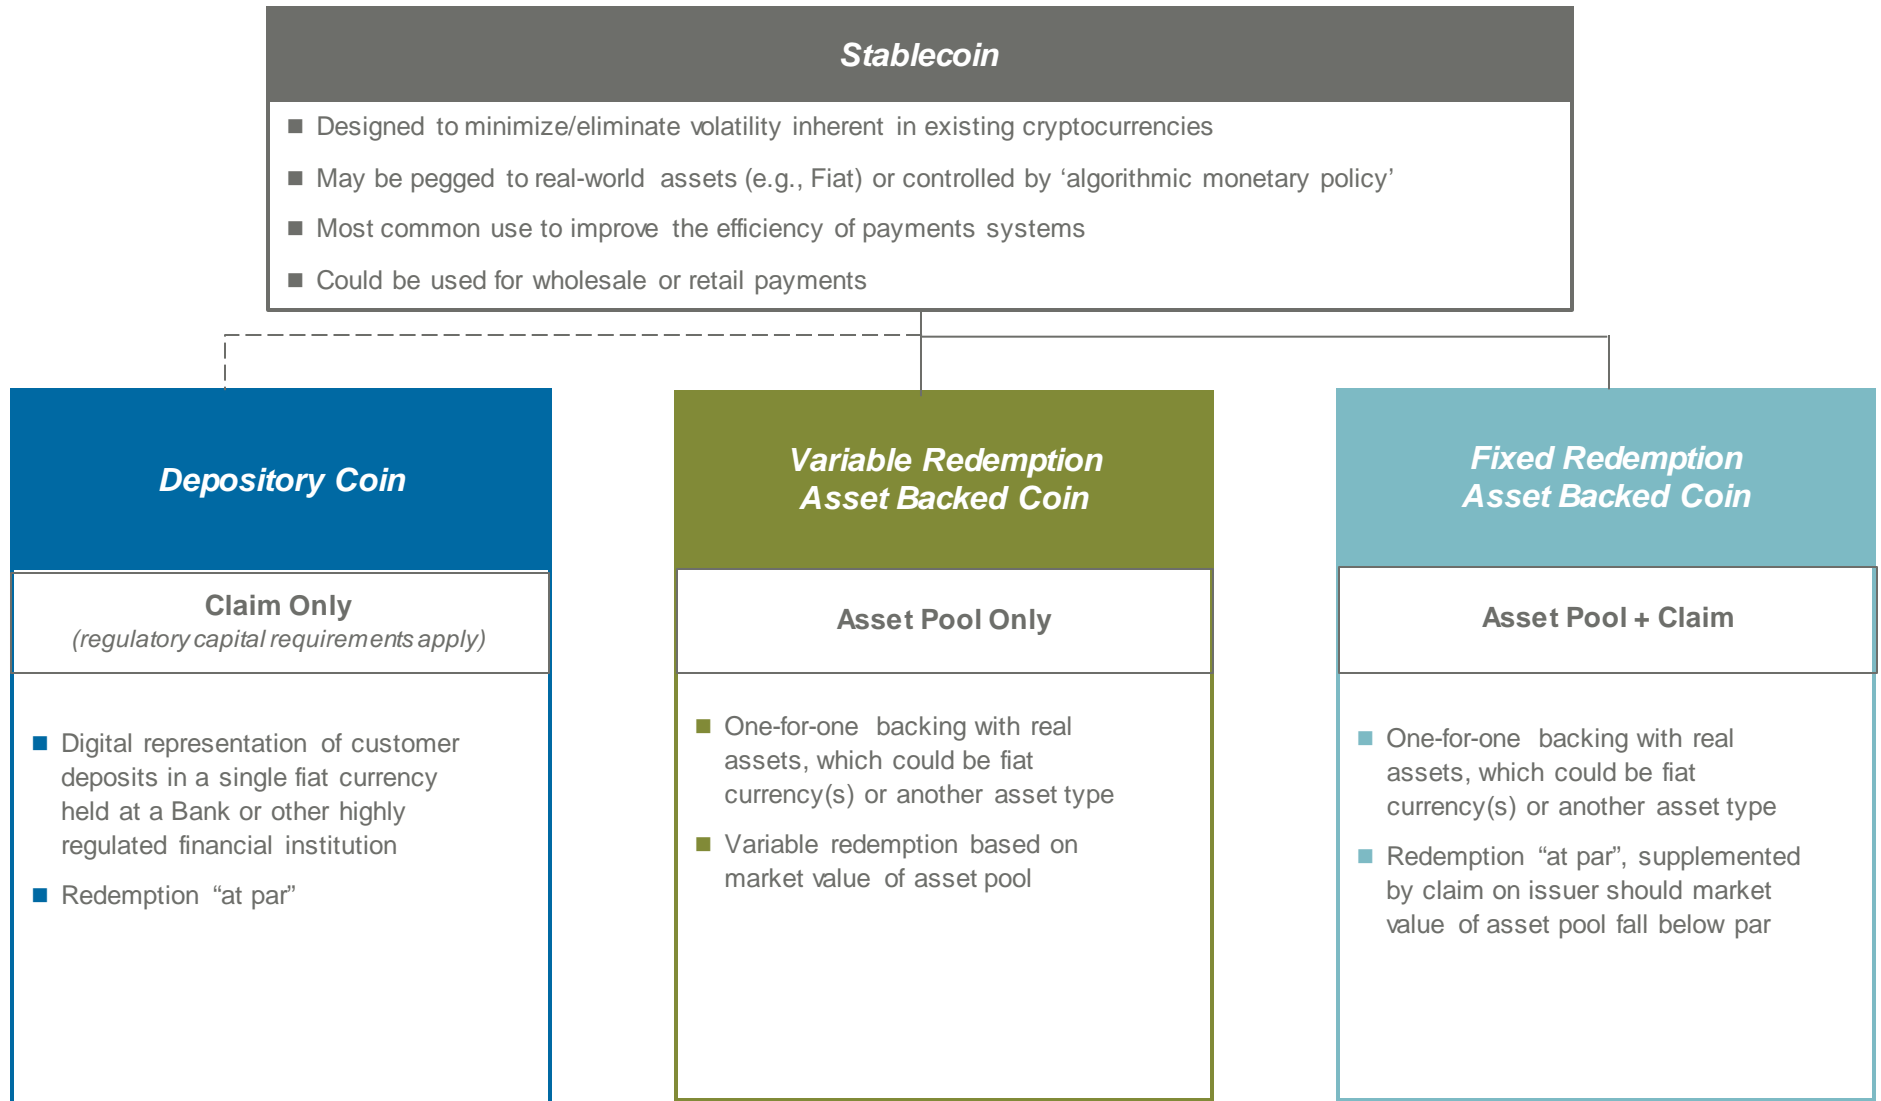 Stablecoin
■ Designed to minimize/eliminate volatility inherent in existing cryptocurrencies
■ May be pegged to real-world assets (e.g., Fiat) or controlled by ‘algorithmic monetary policy’
■ Most common use to improve the efficiency of payments systems
■ Could be used for wholesale or retail payments
Depository Coin
Claim Only
(regulatory capital requirements apply)
■ Digital representation of customer
deposits in a single fiat currency
held at a Bank or other highly
regulated financial institution
■ Redemption “at par”
Variable Redemption
Asset Backed Coin
Asset Pool Only
■ One-for-one backing with real
assets, which could be fiat
currency(s) or another asset type
■ Variable redemption based on
market value of asset pool
Fixed Redemption
Asset Backed Coin
Asset Pool + Claim
■ One-for-one backing with real
assets, which could be fiat
currency(s) or another asset type
■ Redemption “at par”, supplemented
by claim on issuer should market
value of asset pool fall below par